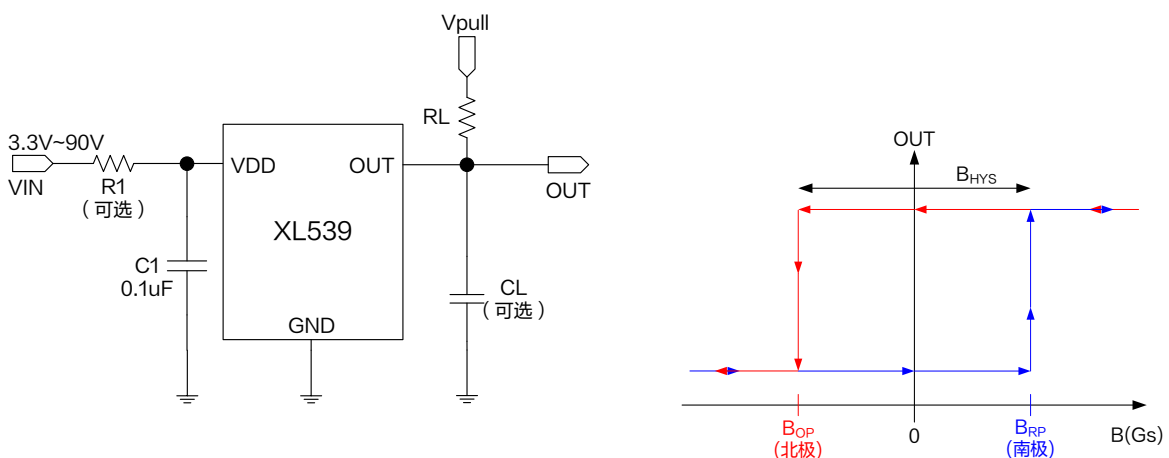 Vpull
RL
3.3V~90V
VIN
R1
（可选）
VDD
OUT
OUT
XL539
C1
0.1uF
GND
CL
（可选）
OUT
BHYS
BOP
（北极）
0
BRP
（南极）
B(Gs)